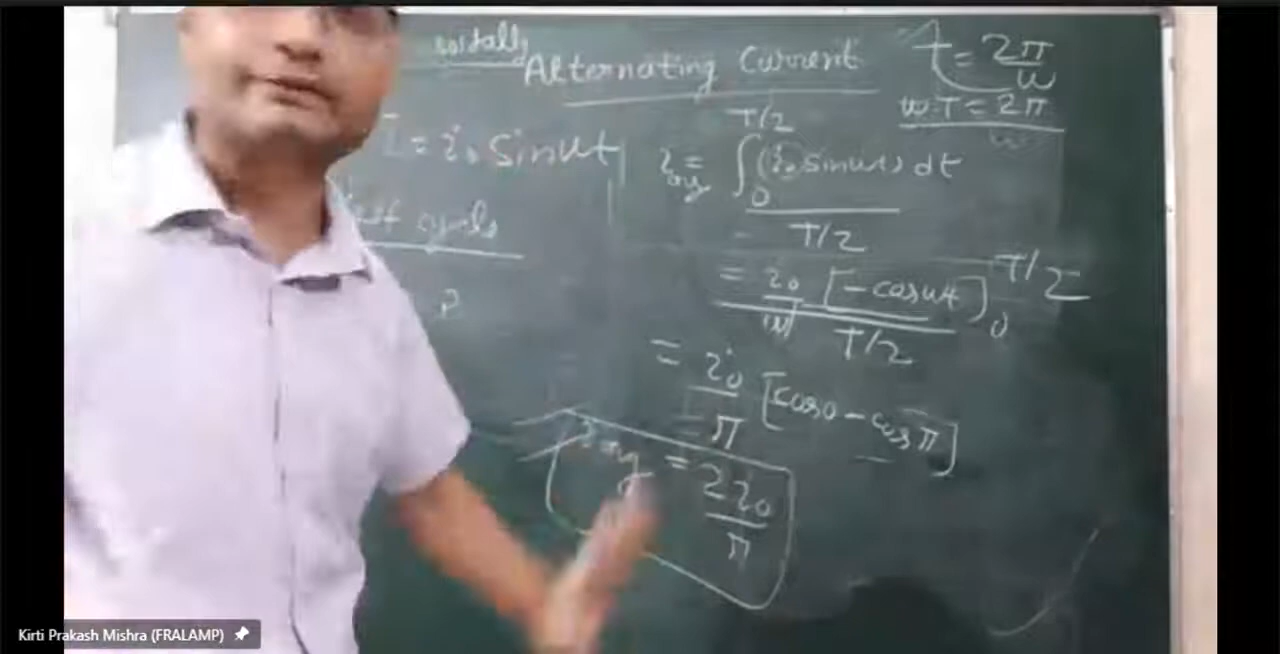 Alternating Current
T = 2π/ω
ω.T = 2π
I = i₀ sinωt
T/2
i_avg = ∫₀ (i₀ sinωt) dt
T/2
= i₀/ω [-cosωt]₀ T/2
T/2
= i₀/π [cos0 - cosπ]
i_avg = 2i₀/π
Kirti Prakash Mishra (FRALAMP)